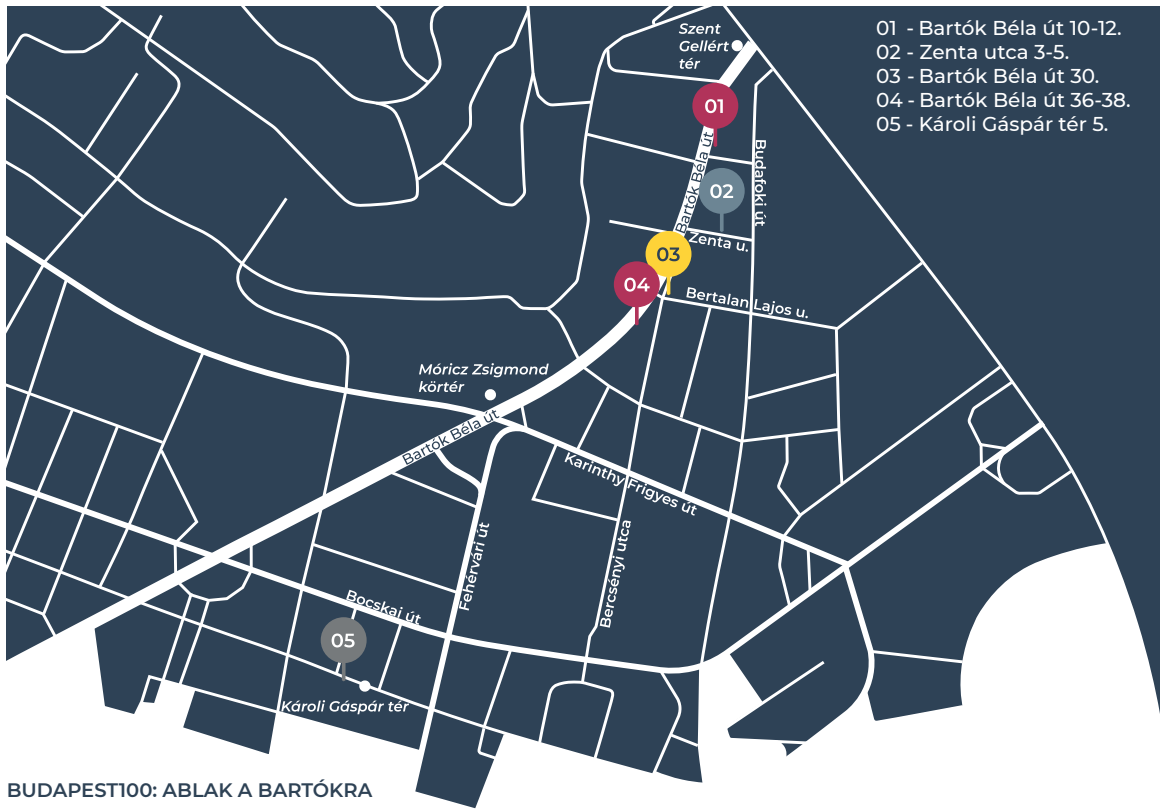 01 - Bartók Béla út 10-12.
02 - Zenta utca 3-5.
03 - Bartók Béla út 30.
04 - Bartók Béla út 36-38.
05 - Károli Gáspár tér 5.
Szent
Gellért
tér
01
Bartók Béla út
Budafoki út
02
Zenta u.
03
04
Bertalan Lajos u.
Móricz Zsigmond
körtér
Bartók Béla út
Karinthy Frigyes út
Fehérvári út
Bercsényi utca
Bocskai út
05
Károli Gáspár tér
BUDAPEST100: ABLAK A BARTÓKRA